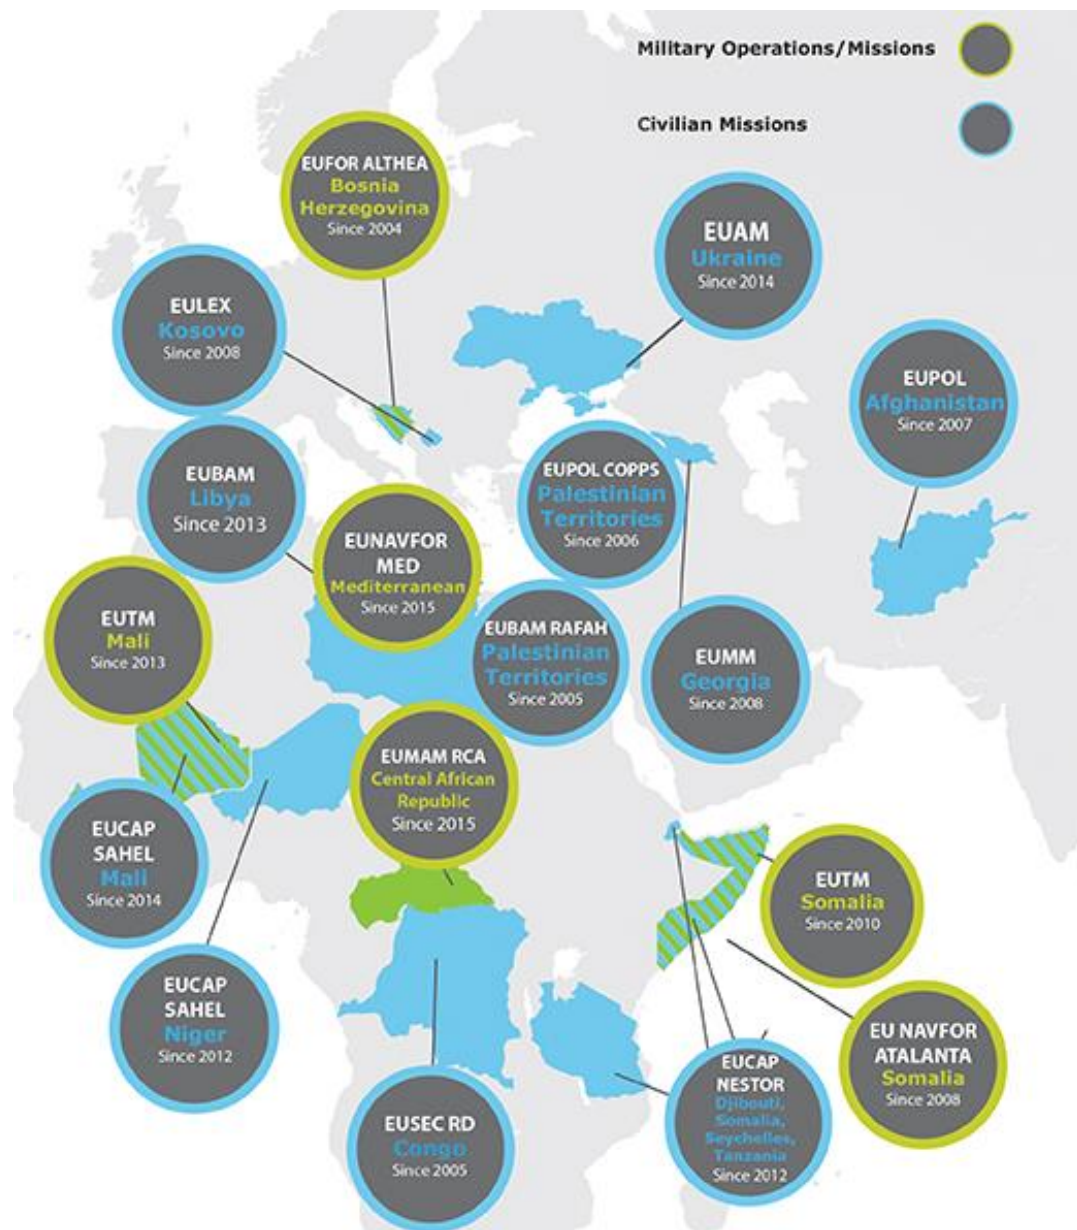 Military Operations/Missions
Civilian Missions
EUFOR ALTHEA
Bosnia
Herzegovina
Since 2004
EUAM
Ukraine
Since 2014
EULEX
Kosovo
Since 2008
EUPOL
Afghanistan
Since 2007
EUBAM
Libya
Since 2013
EUPOL COPPS
Palestinian
Territories
Since 2006
EUNAVFOR
MED
Mediterranean
Since 2015
EUTM
Mali
Since 2013
EUBAM RAFAH
Palestinian
Territories
Since 2005
EUMM
Georgia
Since 2008
EUMAM RCA
Central African
Republic
Since 2015
EUCAP
SAHEL
Mali
Since 2014
EUTM
Somalia
Since 2010
EUCAP
SAHEL
Niger
Since 2012
EU NAVFOR
ATALANTA
Somalia
Since 2008
EUSEC RD
Congo
Since 2005
EUCAP
NESTOR
Djibouti,
Somalia,
Seychelles,
Tanzania
Since 2012